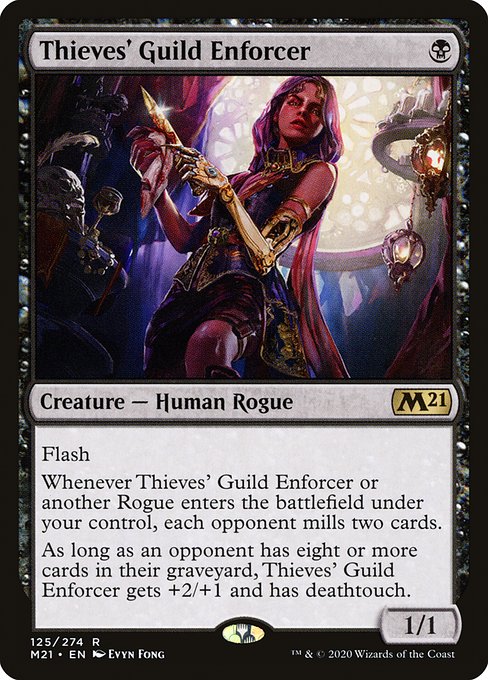 Thieves' Guild Enforcer
Creature — Human Rogue
M21
Flash
Whenever Thieves' Guild Enforcer or
another Rogue enters the battlefield under
your control, each opponent mills two cards.
As long as an opponent has eight or more
cards in their graveyard, Thieves' Guild
Enforcer gets +2/+1 and has deathtouch.
1/1
125/274 R
M21 • EN Evyn Fong
™ & © 2020 Wizards of the Coast